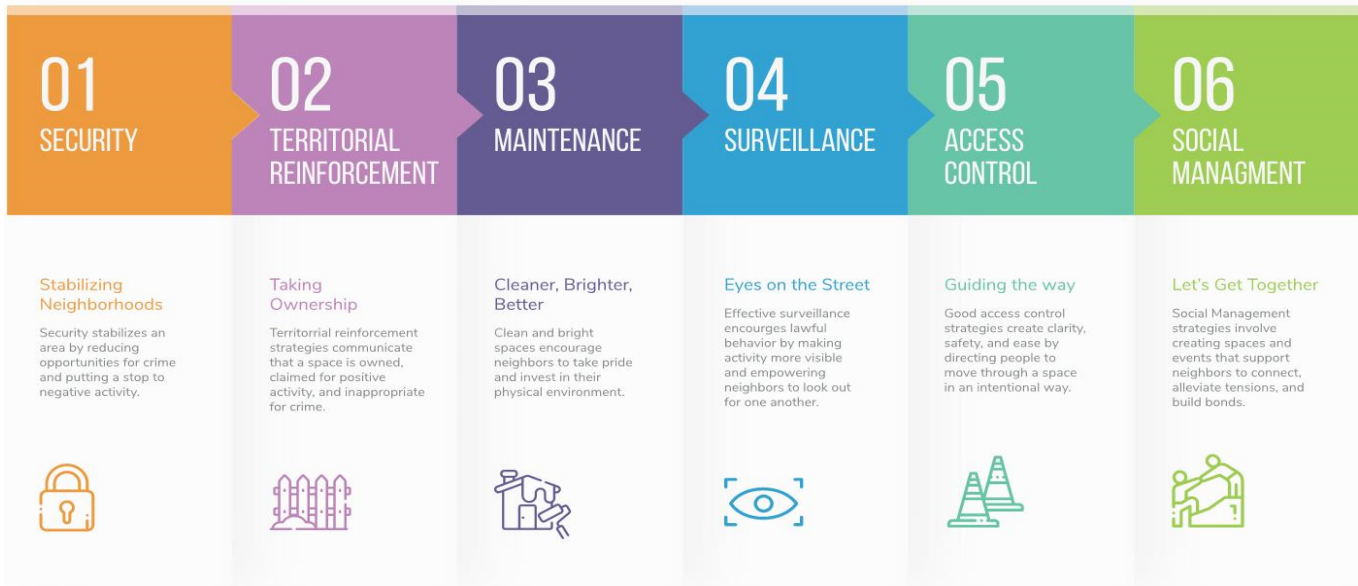 01
SECURITY
Stabilizing
Neighborhoods
Security stabilizes an
area by reducing
opportunities for crime
and putting a stop to
negative activity.
02
TERRITORIAL
REINFORCEMENT
Taking
Ownership
Territorrial reinforcement
strategies communicate
that a space is owned,
claimed for positive
activity, and inappropriate
for crime.
03
MAINTENANCE
Cleaner, Brighter,
Better
Clean and bright
spaces encourage
neighbors to take pride
and invest in their
physical environment.
04
SURVEILLANCE
Eyes on the Street
Effective surveillance
encourges lawful
behavior by making
activity more visible
and empowering
neighbors to look out
for one another.
05
ACCESS
CONTROL
Guiding the way
Good access control
strategies create clarity,
safety, and ease by
directing people to
move through a space
in an intentional way.
06
SOCIAL
MANAGMENT
Let's Get Together
Social Management
strategies involve
creating spaces and
events that support
neighbors to connect,
alleviate tensions, and
build bonds.